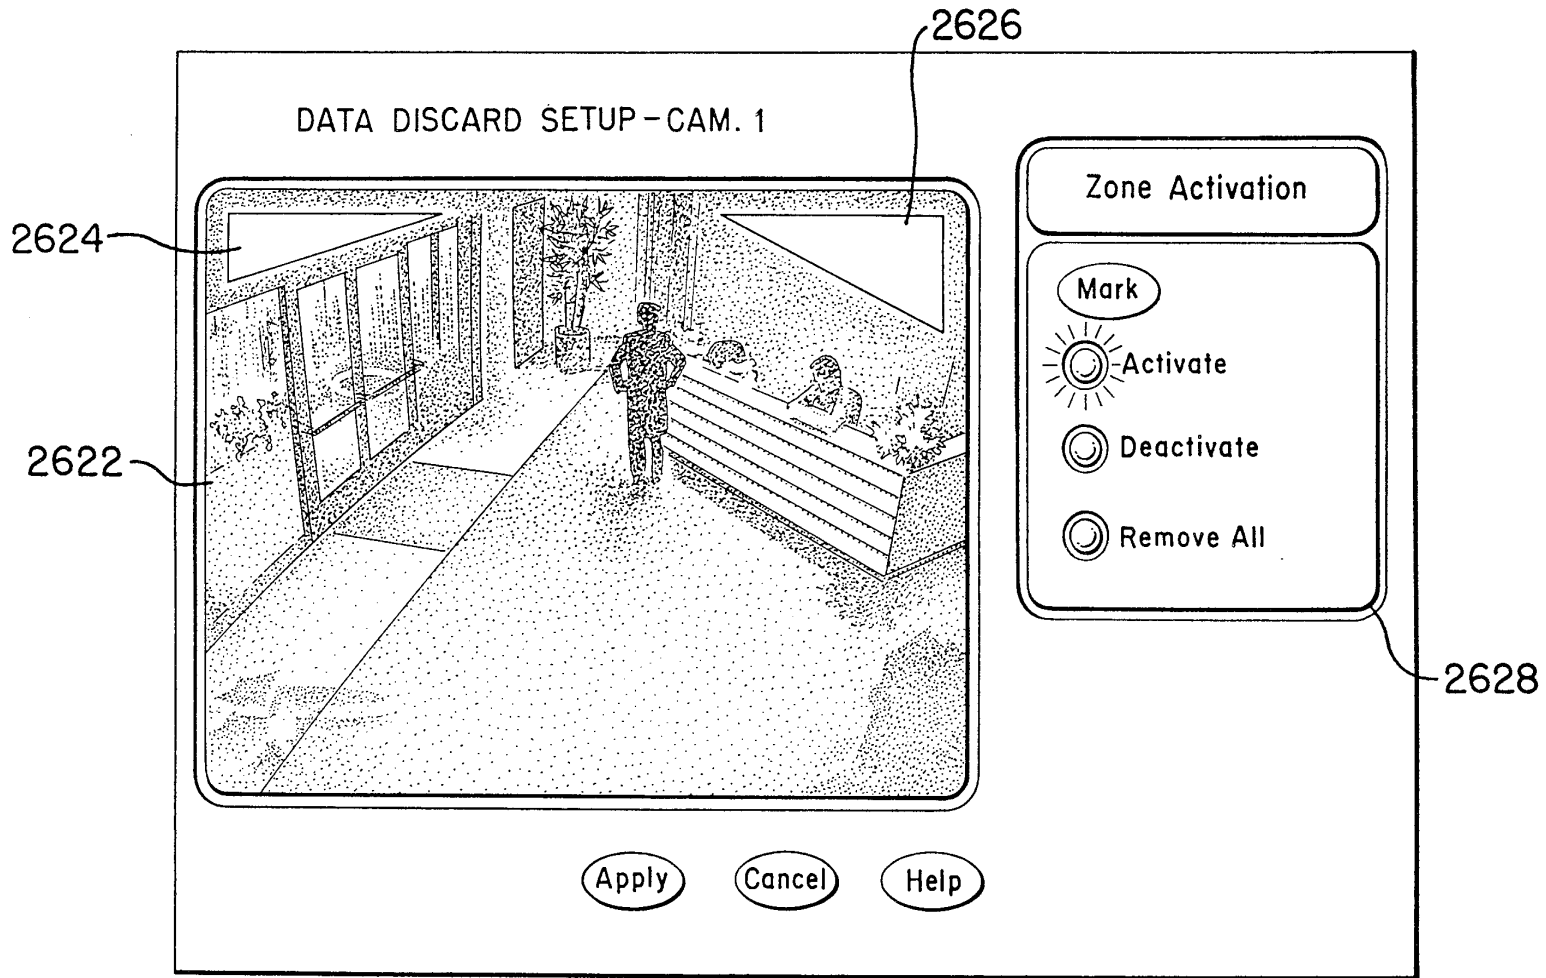 2626
DATA DISCARD SETUP-CAM. 1
Zone Activation
2624
Mark
Activate
2622
Deactivate
Remove All
2628
Apply
Cancel
Help